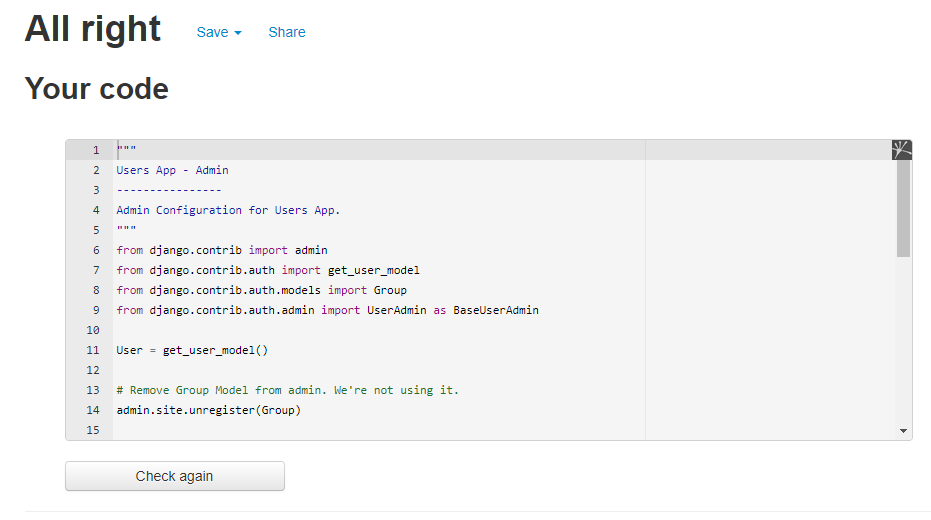 All right Save Share
Your code
1 """
2 Users App - Admin
3 ----------------
4 Admin Configuration for Users App.
5 """
6 from django.contrib import admin
7 from django.contrib.auth import get_user_model
8 from django.contrib.auth.models import Group
9 from django.contrib.auth.admin import UserAdmin as BaseUserAdmin
10
11 User = get_user_model()
12
13 # Remove Group Model from admin. We're not using it.
14 admin.site.unregister(Group)
15
Check again